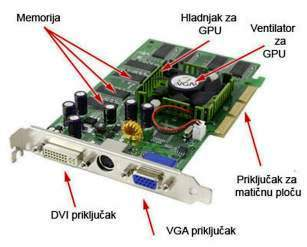 Memorija
Hladnjak za
GPU
Ventilator
za
GPU
VGA
Priključak za
matičnu ploču
DVI priključak
VGA priključak